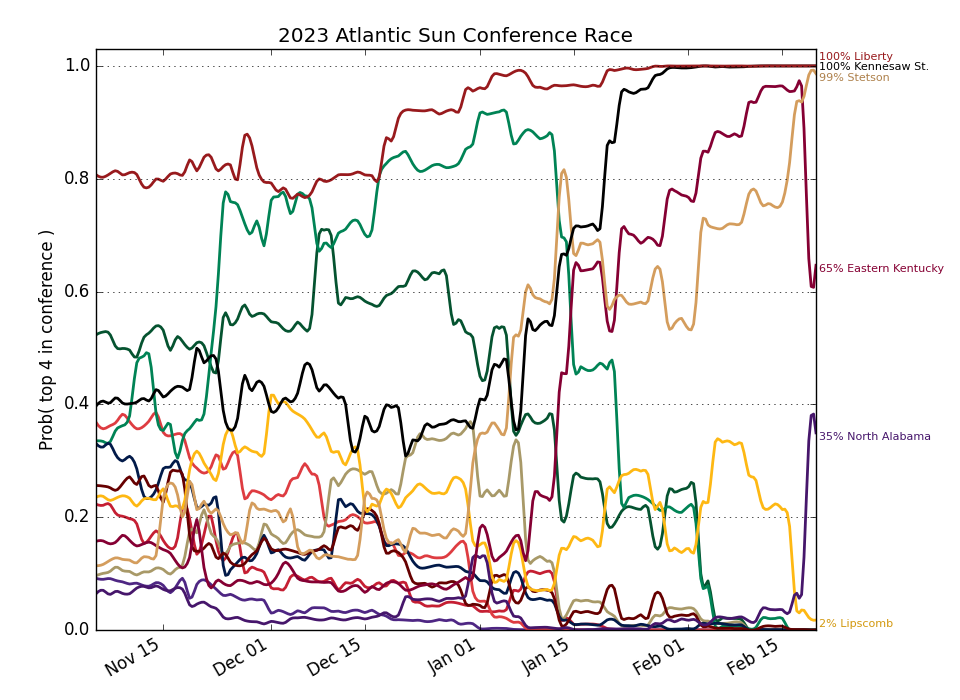 2023 Atlantic Sun Conference Race
Prob( top 4 in conference )
1.0
0.8
0.6
0.4
0.2
0.0
Nov 15
Dec 01
Dec 15
Jan 01
Jan 15
Feb 01
Feb 15
100% Liberty
100% Kennesaw St.
99% Stetson
65% Eastern Kentucky
35% North Alabama
2% Lipscomb